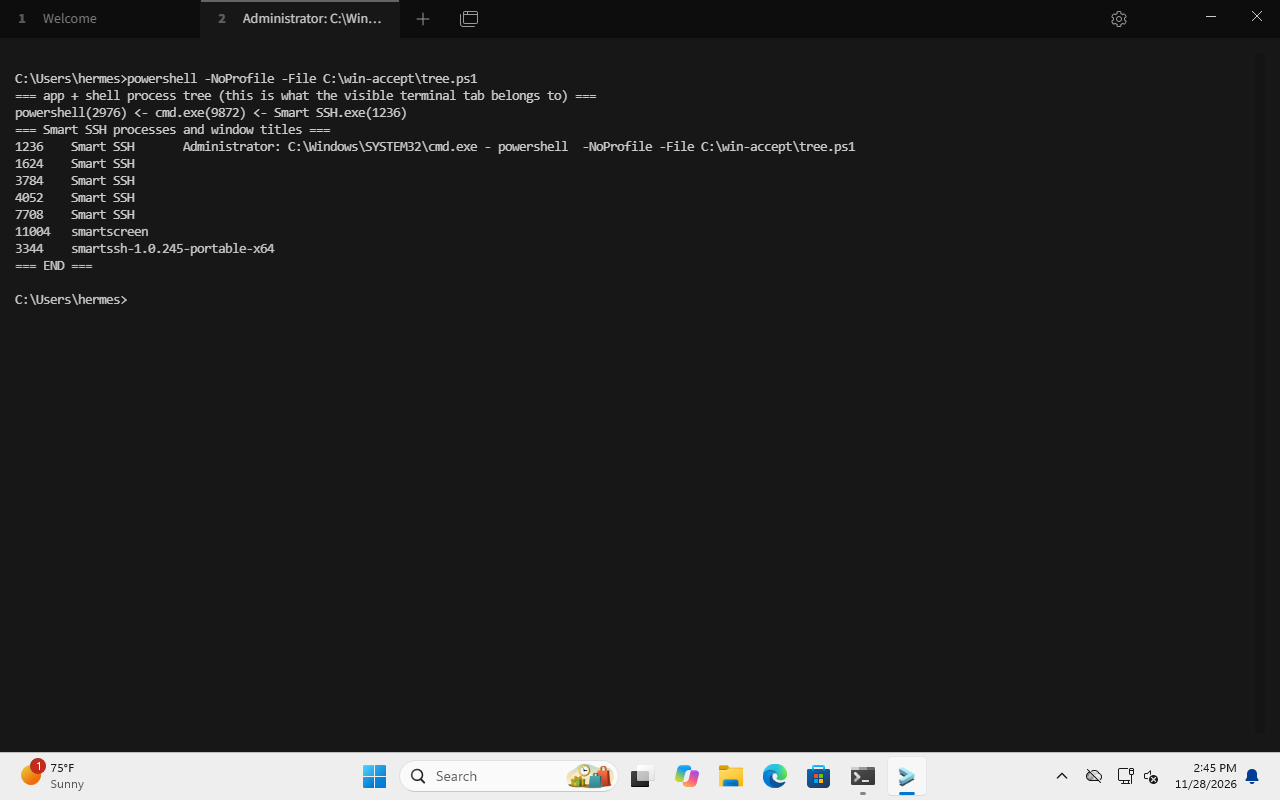 1 Welcome
2 Administrator: C:\Win...
C:\Users\hermes>powershell -NoProfile -File C:\win-accept\tree.ps1
=== app + shell process tree (this is what the visible terminal tab belongs to) ===
powershell(2976) <- cmd.exe(9872) <- Smart SSH.exe(1236)
=== Smart SSH processes and window titles ===
1236 Smart SSH Administrator: C:\Windows\SYSTEM32\cmd.exe - powershell  -NoProfile -File C:\win-accept\tree.ps1
1624 Smart SSH
3784 Smart SSH
4052 Smart SSH
7708 Smart SSH
11004 smartscreen
3344 smartssh-1.0.245-portable-x64
=== END ===
C:\Users\hermes>
1
75°F
Sunny
Search
2:45 PM
11/28/2026